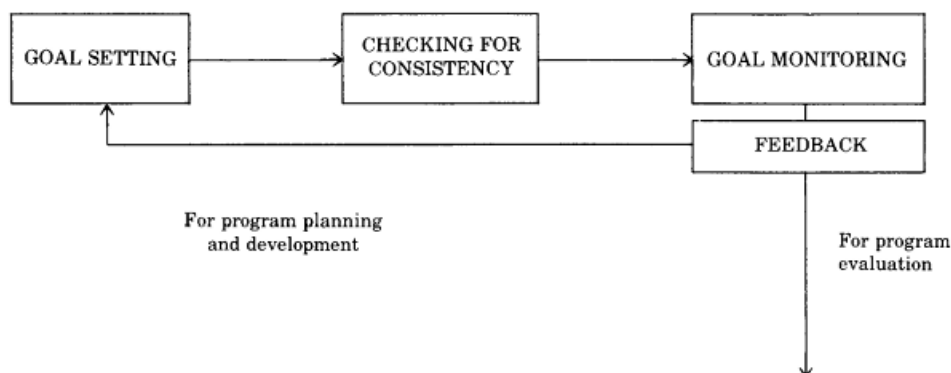 GOAL SETTING
CHECKING FOR
CONSISTENCY
GOAL MONITORING
FEEDBACK
For program planning
and development
For program
evaluation